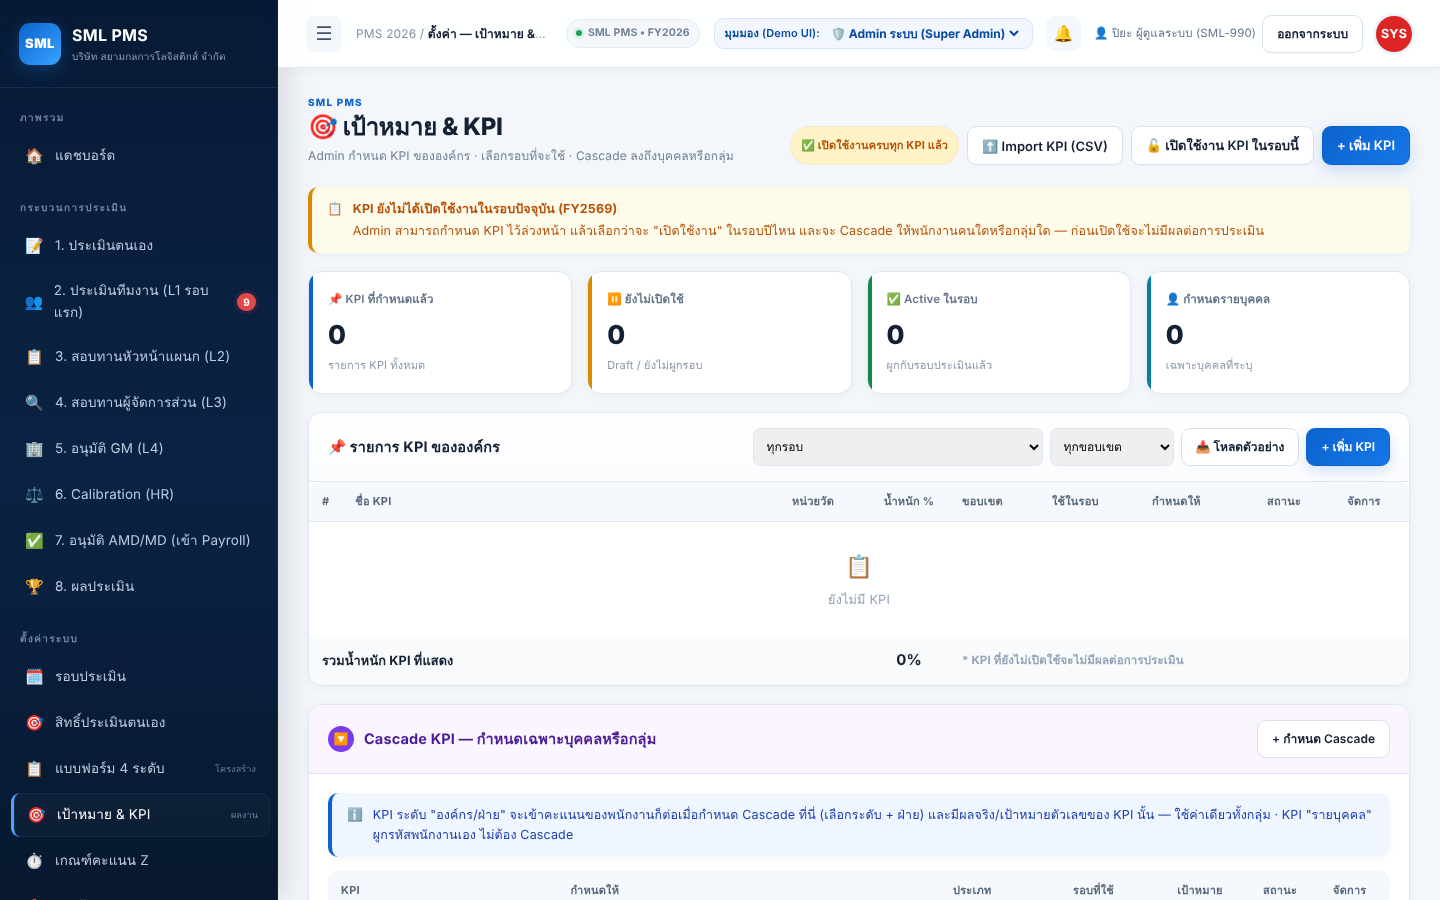 SML
SML PMS
บริษัท สยามกลการโลจิสติกส์ จำกัด
ภาพรวม
แดชบอร์ด
กระบวนการประเมิน
1. ประเมินตนเอง
2. ประเมินทีมงาน (L1 รอบ
แรก)
9
3. สอบทานหัวหน้าแผนก (L2)
4. สอบทานผู้จัดการส่วน (L3)
5. อนุมัติ GM (L4)
6. Calibration (HR)
7. อนุมัติ AMD/MD (เข้า Payroll)
8. ผลประเมิน
ตั้งค่าระบบ
รอบประเมิน
สิทธิ์ประเมินตนเอง
แบบฟอร์ม 4 ระดับ โครงสร้าง
เป้าหมาย & KPI ผลงาน
เกณฑ์คะแนน Z
☰ PMS 2026 / ตั้งค่า — เป้าหมาย &...
SML PMS • FY2026
มุมมอง (Demo UI): Admin ระบบ (Super Admin)
ปิยะ ผู้ดูแลระบบ (SML-990)
ออกจากระบบ
SYS
SML PMS
เป้าหมาย & KPI
Admin กำหนด KPI ขององค์กร · เลือกรอบที่จะใช้ · Cascade ลงถึงบุคคลหรือกลุ่ม
เปิดใช้งานครบทุก KPI แล้ว
Import KPI (CSV)
เปิดใช้งาน KPI ในรอบนี้
+ เพิ่ม KPI
KPI ยังไม่ได้เปิดใช้งานในรอบปัจจุบัน (FY2569)
Admin สามารถกำหนด KPI ไว้ล่วงหน้า แล้วเลือกว่าจะ "เปิดใช้งาน" ในรอบปีไหน และจะ Cascade ให้พนักงานคนใดหรือกลุ่มใด — ก่อนเปิดใช้จะไม่มีผลต่อการประเมิน
KPI ที่กำหนดแล้ว
0
รายการ KPI ทั้งหมด
ยังไม่เปิดใช้
0
Draft / ยังไม่ผูกรอบ
Active ในรอบ
0
ผูกกับรอบประเมินแล้ว
กำหนดรายบุคคล
0
เฉพาะบุคคลที่ระบุ
รายการ KPI ขององค์กร
ทุกรอบ
ทุกขอบเขต
โหลดตัวอย่าง
+ เพิ่ม KPI
# ชื่อ KPI หน่วยวัด น้ำหนัก % ขอบเขต ใช้ในรอบ กำหนดให้ สถานะ จัดการ
ยังไม่มี KPI
รวมน้ำหนัก KPI ที่แสดง 0% * KPI ที่ยังไม่เปิดใช้จะไม่มีผลต่อการประเมิน
Cascade KPI — กำหนดเฉพาะบุคคลหรือกลุ่ม
+ กำหนด Cascade
KPI ระดับ "องค์กร/ฝ่าย" จะเข้าคะแนนของพนักงานก็ต่อเมื่อกำหนด Cascade ที่นี่ (เลือกระดับ + ฝ่าย) และมีผลจริง/เป้าหมายตัวเลขของ KPI นั้น — ใช้ค่าเดียวทั้งกลุ่ม · KPI "รายบุคคล"
ผูกรหัสพนักงานเอง ไม่ต้อง Cascade
KPI กำหนดให้ ประเภท รอบที่ใช้ เป้าหมาย สถานะ จัดการ